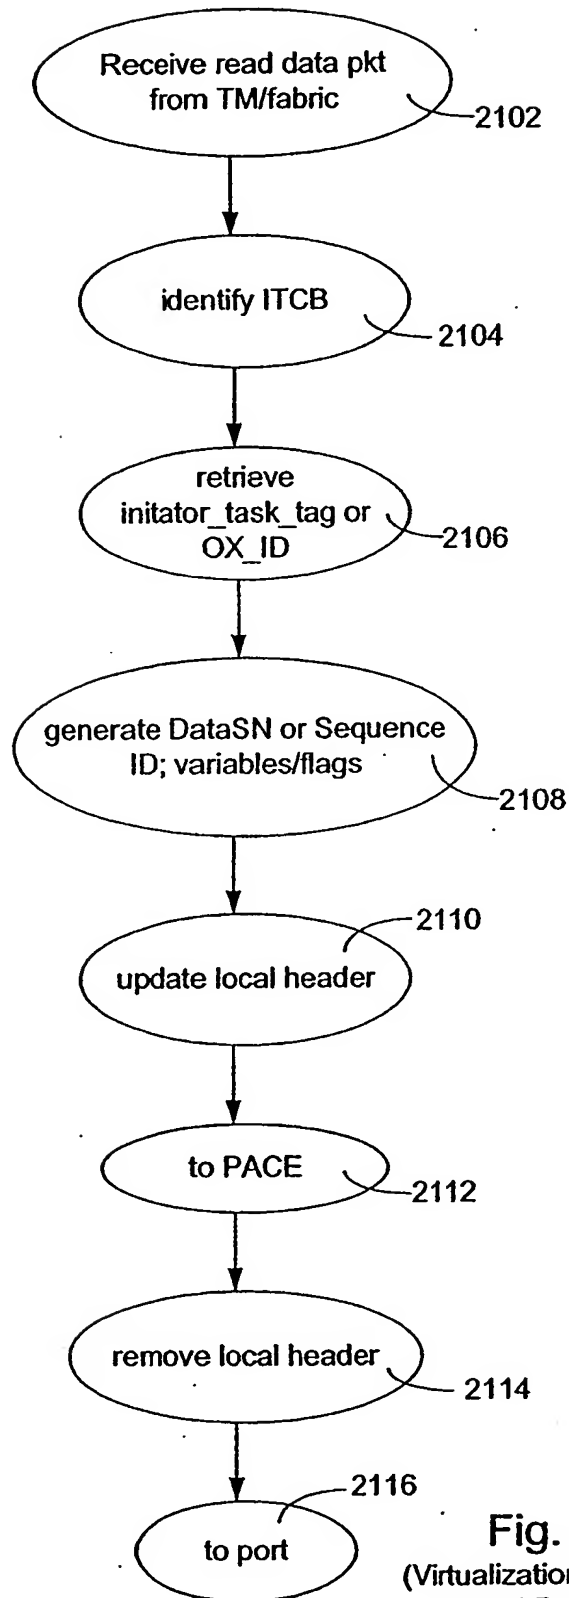 Receive read data pkt
from TM/fabric
2102
identify ITCB
2104
retrieve
initator_task_tag or
OX_ID
2106
generate DataSN or Sequence
ID; variables/flags
2108
2110
update local header
to PACE
2112
remove local header
2114
2116
to port
Fig.
(Virtualization